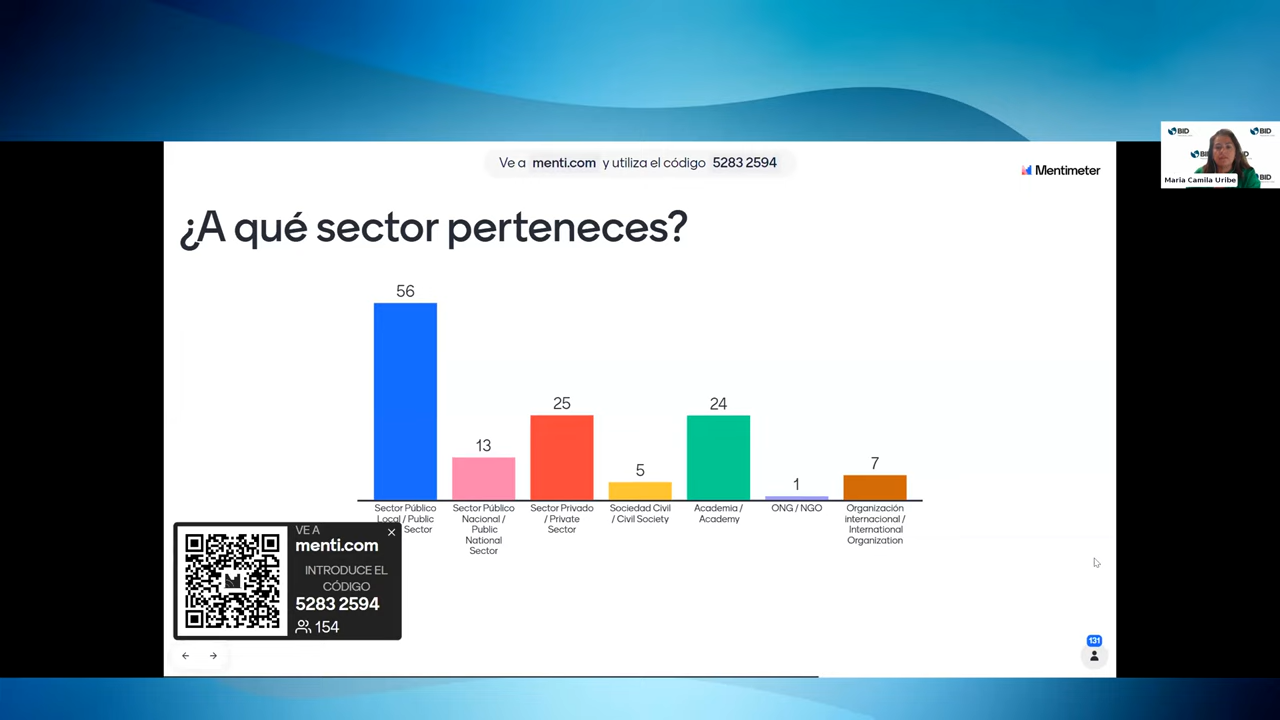 Ve a menti.com y utiliza el código 5283 2594
Mentimeter
BID
BID
BID
Maria Camila Uribe
¿A qué sector perteneces?
56
13
25
5
24
1
7
Sector Público
Local / Public
Sector
Sector Público
Nacional /
Public
National
Sector
Sector Privado
/ Private
Sector
Sociedad Civil
/ Civil Society
Academia /
Academy
ONG / NGO
Organización
internacional /
International
Organization
VE A
menti.com
INTRODUCE EL
CÓDIGO
5283 2594
154
131